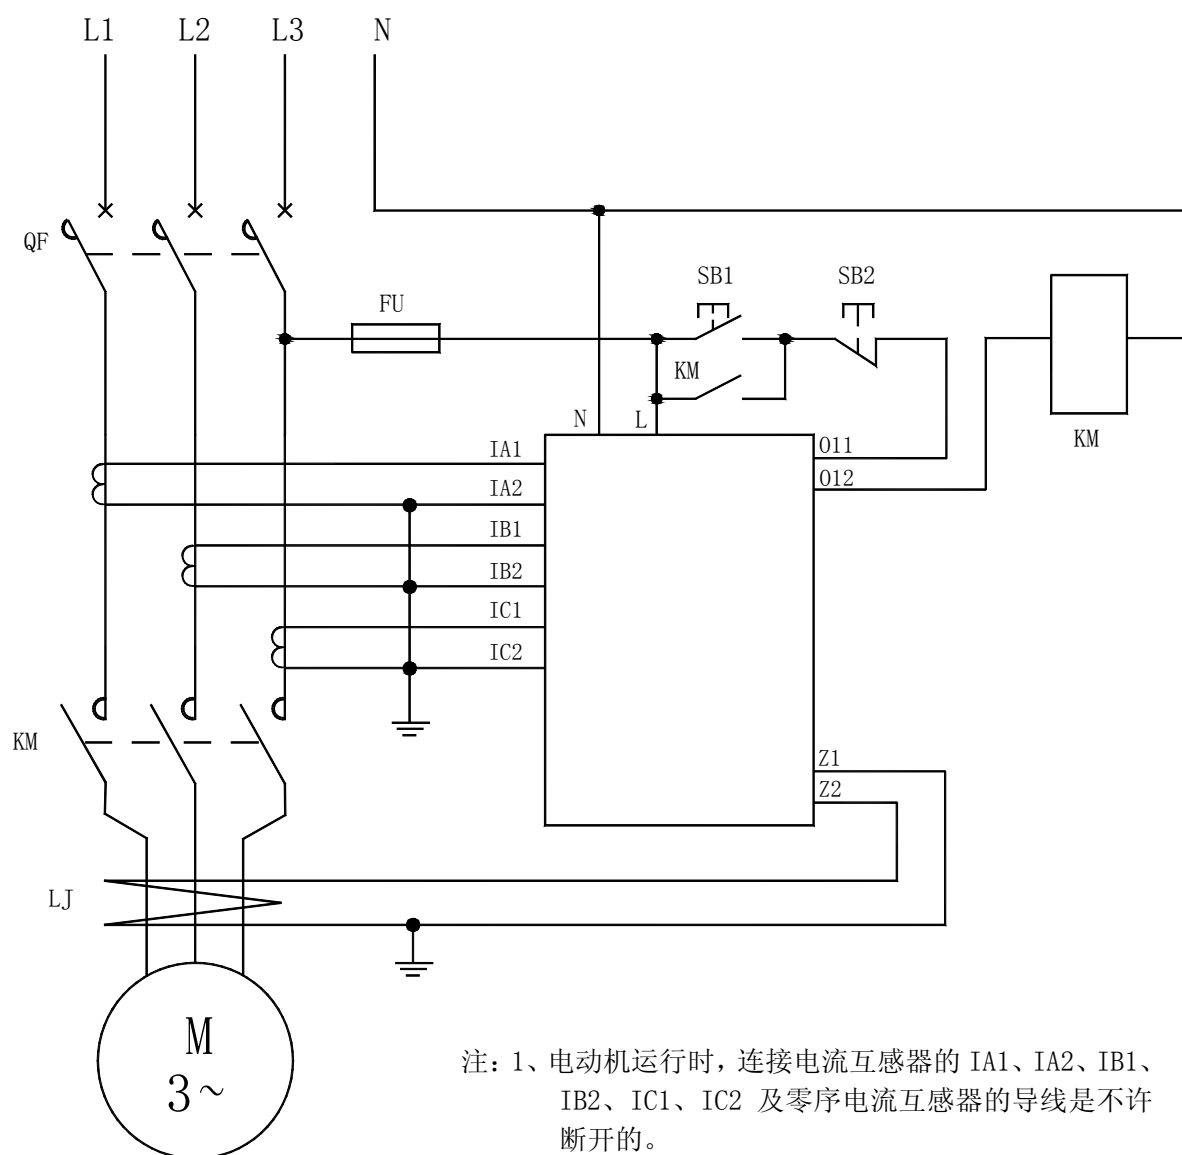 L1 L2 L3 N
QF
SB1 SB2
FU
KM
N L
KM
IA1
O11
O12
IA2
IB1
IB2
IC1
IC2
KM
Z1
Z2
LJ
M
3~
注：1、电动机运行时，连接电流互感器的 IA1、IA2、IB1、
IB2、IC1、IC2 及零序电流互感器的导线是不许
断开的。